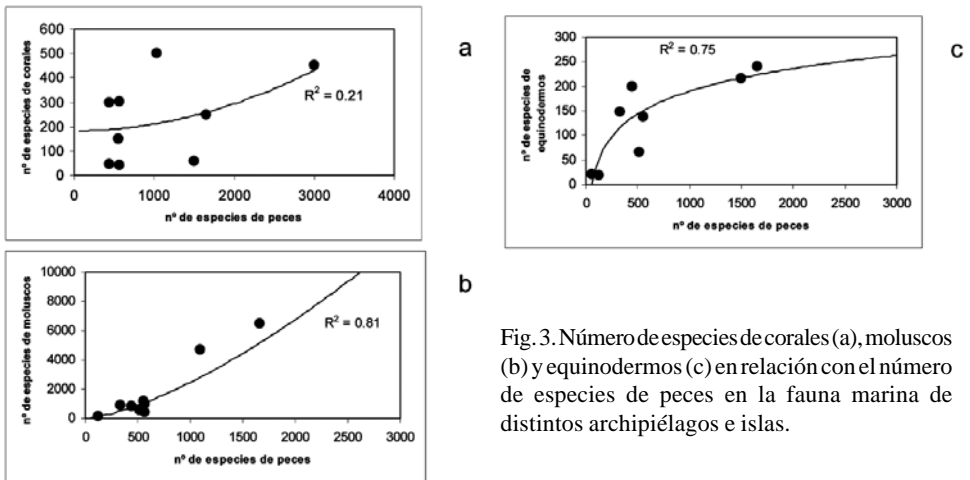 600
500
400
300
200
100
0
nº de especies de corales
R² = 0.21
0 1000 2000 3000 4000
nº de especies de peces
a
10000
8000
6000
4000
2000
0
nº de especies de moluscos
R² = 0.81
0 500 1000 1500 2000 2500 3000
nº de especies de peces
b
300
250
200
150
100
50
0
nº de especies de
equinodermos
R² = 0.75
0 500 1000 1500 2000 2500 3000
nº de especies de peces
c
Fig. 3. Número de especies de corales (a), moluscos
(b) y equinodermos (c) en relación con el número
de especies de peces en la fauna marina de
distintos archipiélagos e islas.